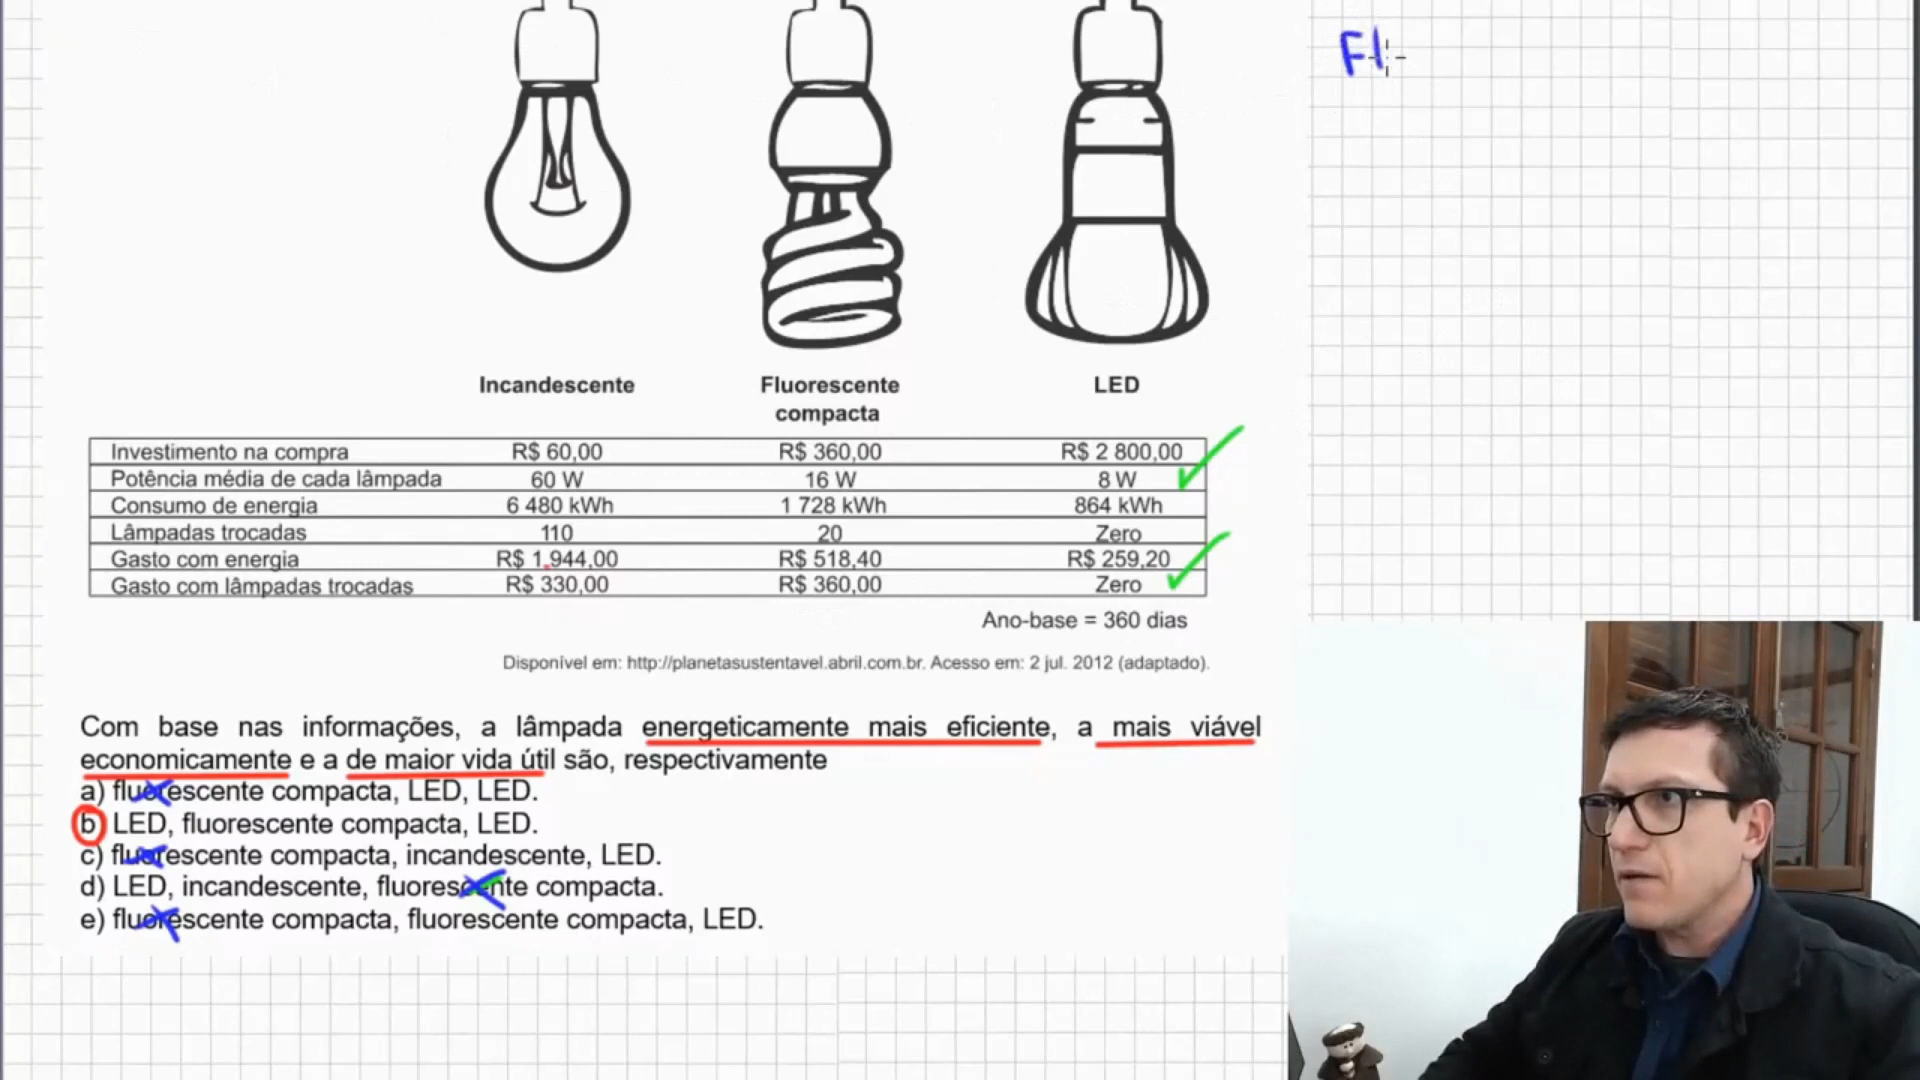 Fl
Incandescente Fluorescente compacta LED
Investimento na compra R$ 60,00 R$ 360,00 R$ 2 800,00
Potência média de cada lâmpada 60 W 16 W 8 W
Consumo de energia 6 480 kWh 1 728 kWh 864 kWh
Lâmpadas trocadas 110 20 Zero
Gasto com energia R$ 1.944,00 R$ 518,40 R$ 259,20
Gasto com lâmpadas trocadas R$ 330,00 R$ 360,00 Zero
Ano-base = 360 dias
Disponível em: http://planetasustentavel.abril.com.br. Acesso em: 2 jul. 2012 (adaptado).
Com base nas informações, a lâmpada energeticamente mais eficiente, a mais viável
economicamente e a de maior vida útil são, respectivamente
a) fluorescente compacta, LED, LED.
b) LED, fluorescente compacta, LED.
c) fluorescente compacta, incandescente, LED.
d) LED, incandescente, fluorescente compacta.
e) fluorescente compacta, fluorescente compacta, LED.